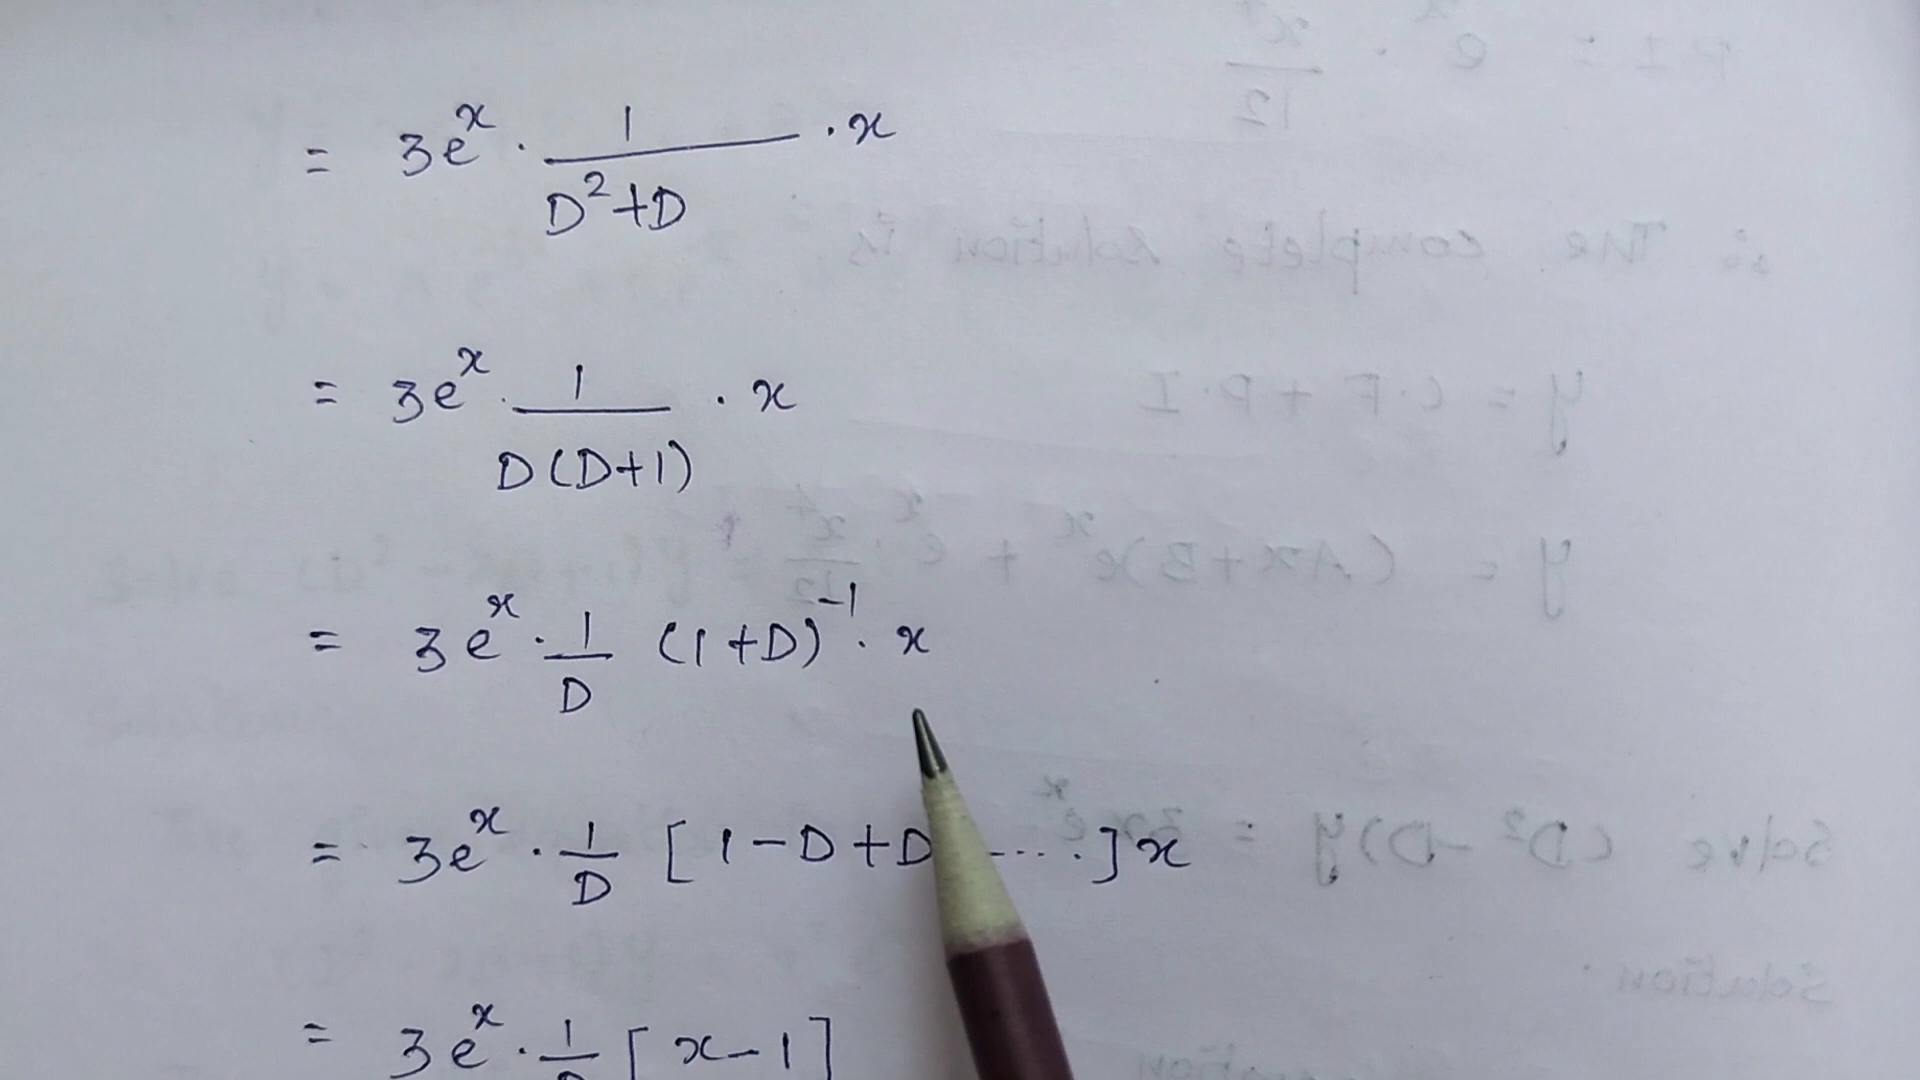 = 3e^x · 1/(D²+D) · x
= 3e^x · 1/(D(D+1)) · x
= 3e^x · 1/D (1+D)^-1 · x
= 3e^x · 1/D [1-D+D ....]x
= 3e^x · 1/D [x-1]